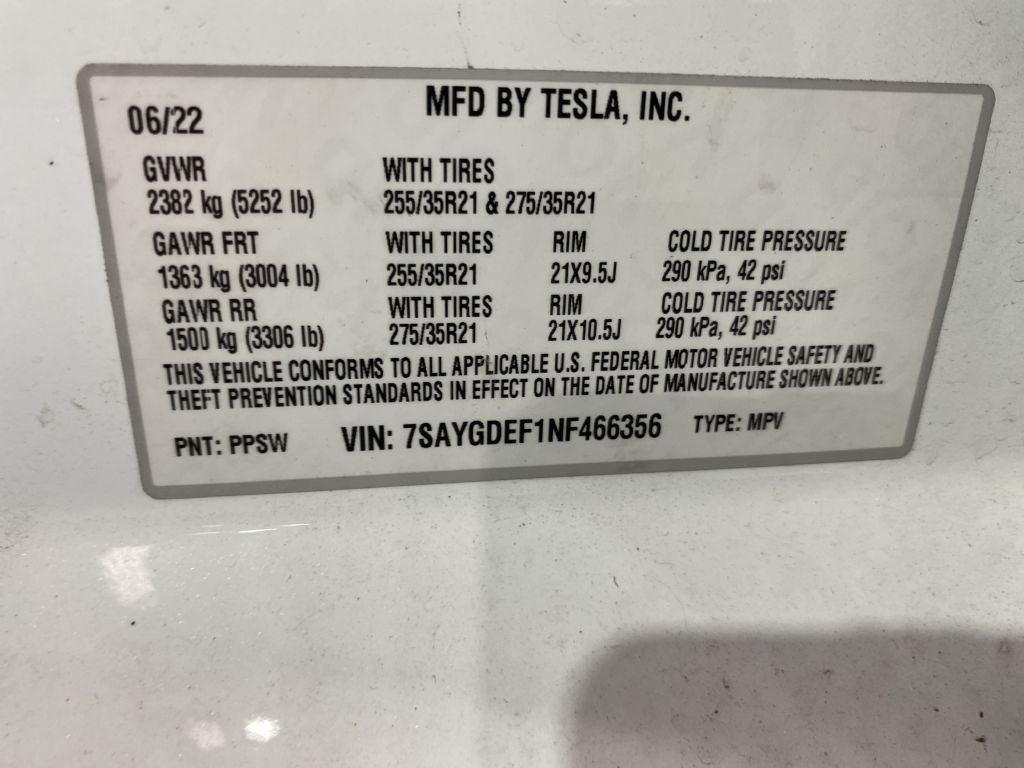 MFD BY TESLA, INC.
06/22
GVWR WITH TIRES
2382 kg (5252 lb) 255/35R21 & 275/35R21
GAWR FRT WITH TIRES RIM COLD TIRE PRESSURE
1363 kg (3004 lb) 255/35R21 21X9.5J 290 kPa, 42 psi
GAWR RR WITH TIRES RIM COLD TIRE PRESSURE
1500 kg (3306 lb) 275/35R21 21X10.5J 290 kPa, 42 psi
THIS VEHICLE CONFORMS TO ALL APPLICABLE U.S. FEDERAL MOTOR VEHICLE SAFETY AND
THEFT PREVENTION STANDARDS IN EFFECT ON THE DATE OF MANUFACTURE SHOWN ABOVE.
PNT: PPSW VIN: 7SAYGDEF1NF466356 TYPE: MPV